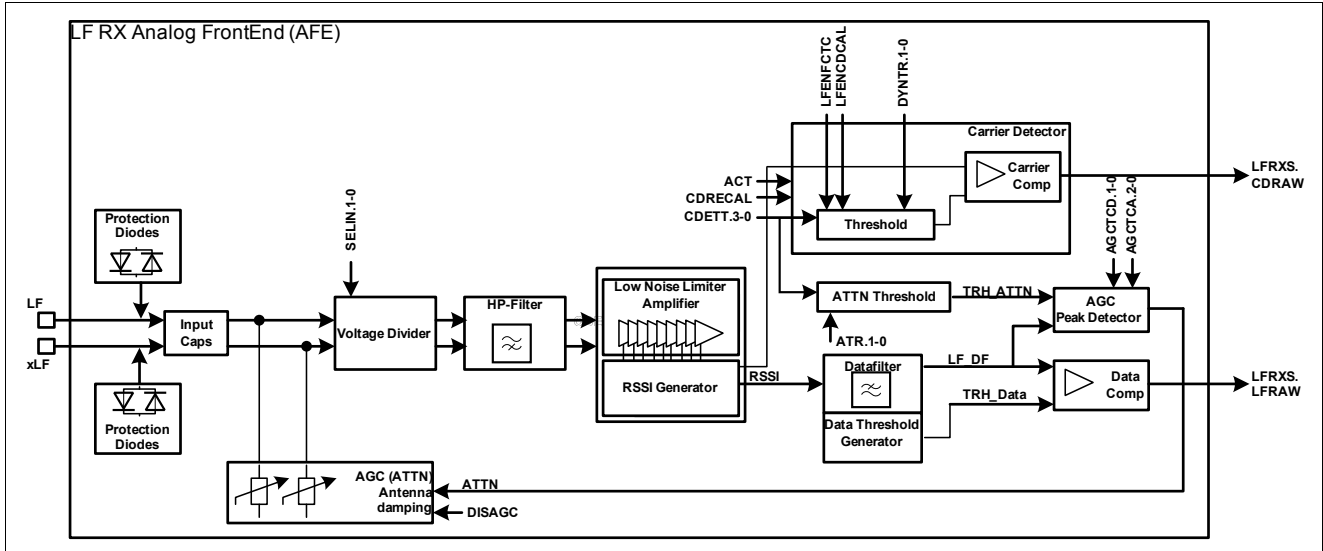 LF RX Analog FrontEnd (AFE)
LFENFCTC
LFENCDCAL
DYNTR.1-0
Carrier Detector
Carrier
Comp
LFRXS.
CDRAW
ACT
CDRECAL
CDETT.3-0
Threshold
AGCTCD.1-0
AGCTCA.2-0
Protection
Diodes
SELIN.1-0
LF
xLF
Input
Caps
Voltage Divider
HP-Filter
Low Noise Limiter
Amplifier
RSSI Generator
RSSI
ATTN Threshold
TRH_ATTN
AGC
Peak Detector
ATR.1-0
Datafilter
LF_DF
Data Threshold
Generator
TRH_Data
Data
Comp
LFRXS.
LFRAW
Protection
Diodes
AGC (ATTN)
Antenna
damping
ATTN
DISAGC